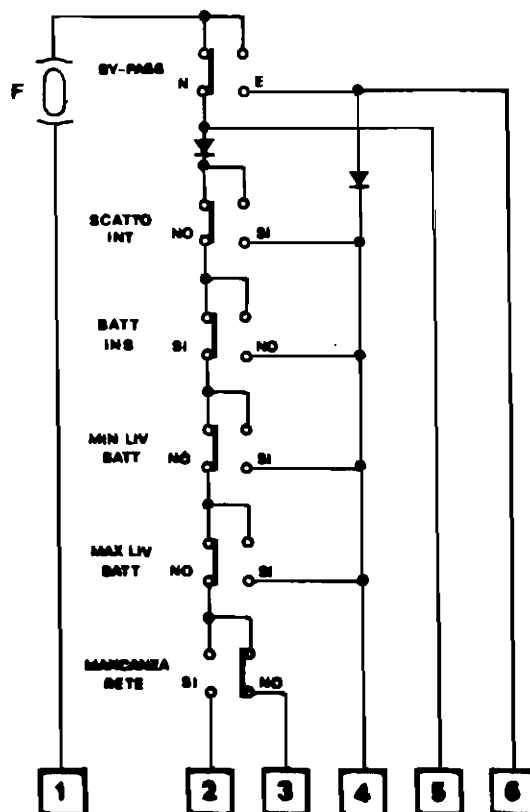 BY-PASS
N
E
F
SCATTO
INT
NO
SI
BATT
INS
SI
NO
MIN LIV
BATT
NO
SI
MAX LIV
BATT
NO
SI
MANCANZA
RETE
SI
NO
1
2
3
4
5
6